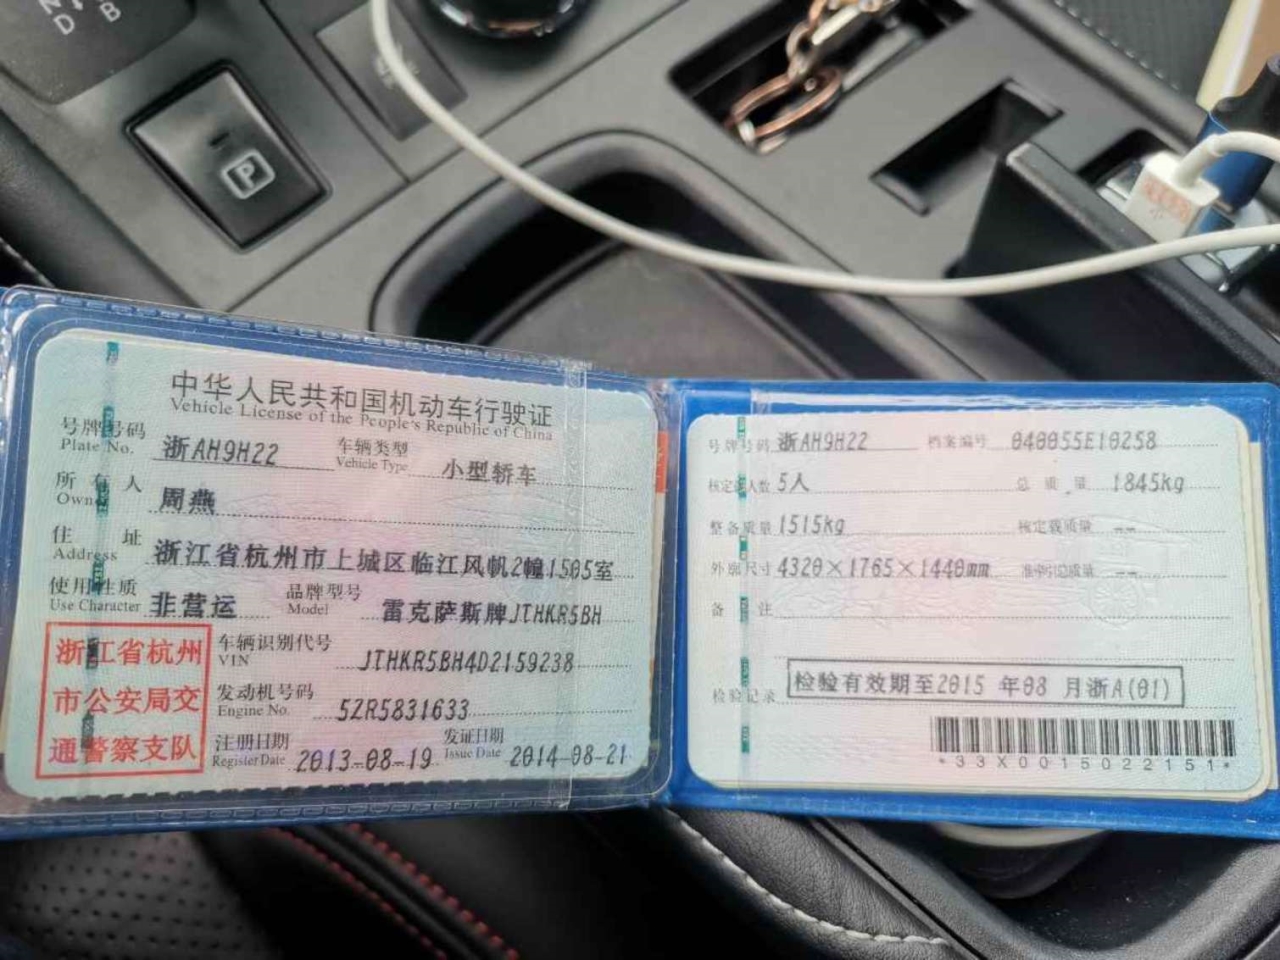 N
D
B
P
中华人民共和国机动车行驶证
Vehicle License of the People's Republic of China
号牌号码 浙AH9H22 车辆类型 小型轿车
Plate No. Vehicle Type
所有人 周燕
Owner
住址 浙江省杭州市上城区临江风帆2幢1505室
Address
使用性质 非营运 品牌型号 雷克萨斯牌JTHKR5BH
Use Character Model
浙江省杭州
市公安局交
通警察支队
车辆识别代号 JTHKR5BH4D2159238
VIN
发动机号码 5ZR5831633
Engine No.
注册日期 2013-08-19 发证日期 2014-08-21
Register Date Issue Date
号牌号码 浙AH9H22 档案编号 040055E10258
核定载人数 5人 总质量 1845kg
整备质量 1515kg 核定载质量 --
外廓尺寸 4320×1765×1440mm 准牵引总质量 --
备注
检验记录 检验有效期至2015 年08 月浙A(01)
*33X0015022151*